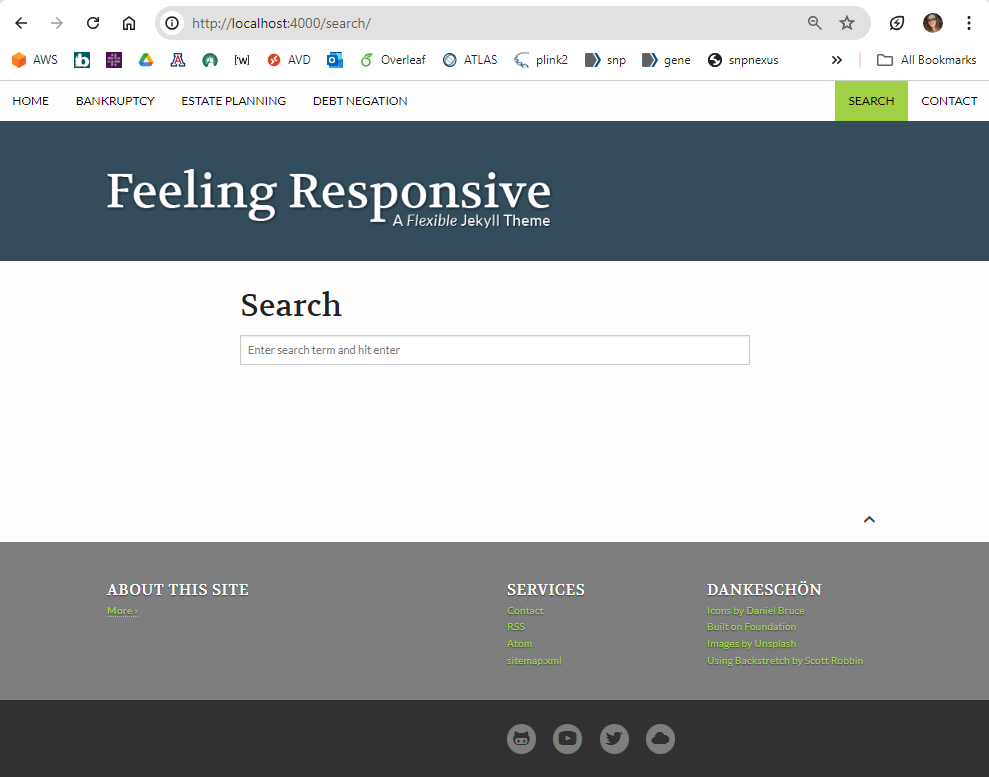 http://localhost:4000/search/
AWS AVD Overleaf ATLAS plink2 snp gene snpnexus » All Bookmarks
HOME BANKRUPTCY ESTATE PLANNING DEBT NEGATION SEARCH CONTACT
Feeling Responsive
A Flexible Jekyll Theme
Search
Enter search term and hit enter
ABOUT THIS SITE
More ›
SERVICES
Contact
RSS
Atom
sitemap.xml
DANKESCHÖN
Icons by Daniel Bruce
Built on Foundation
Images by Unsplash
Using Backstretch by Scott Robbin